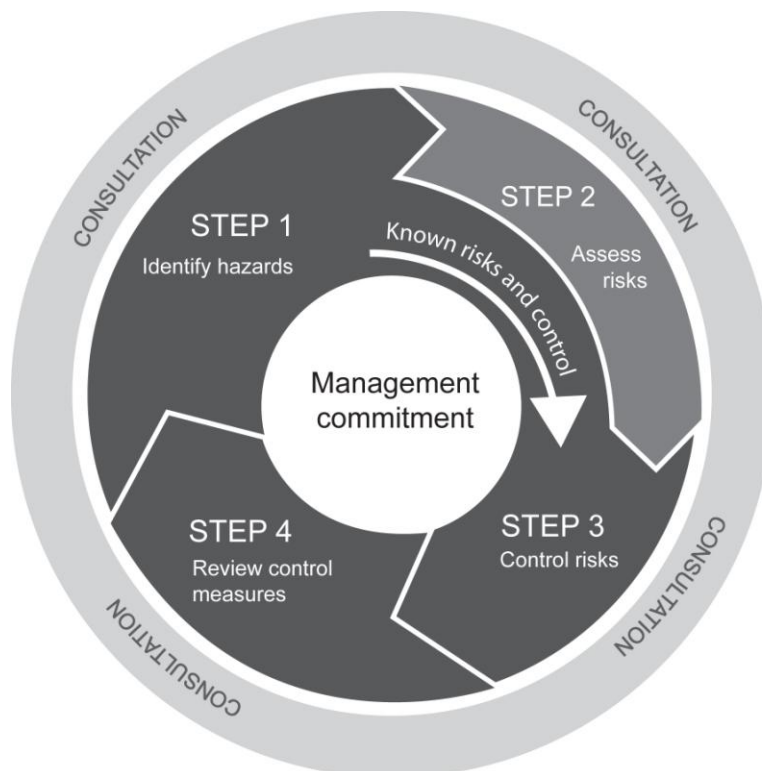 CONSULTATION
CONSULTATION
STEP 1
Identify hazards
STEP 2
Assess
risks
Known risks and control
Management
commitment
STEP 3
Control risks
STEP 4
Review control
measures
CONSULTATION
CONSULTATION